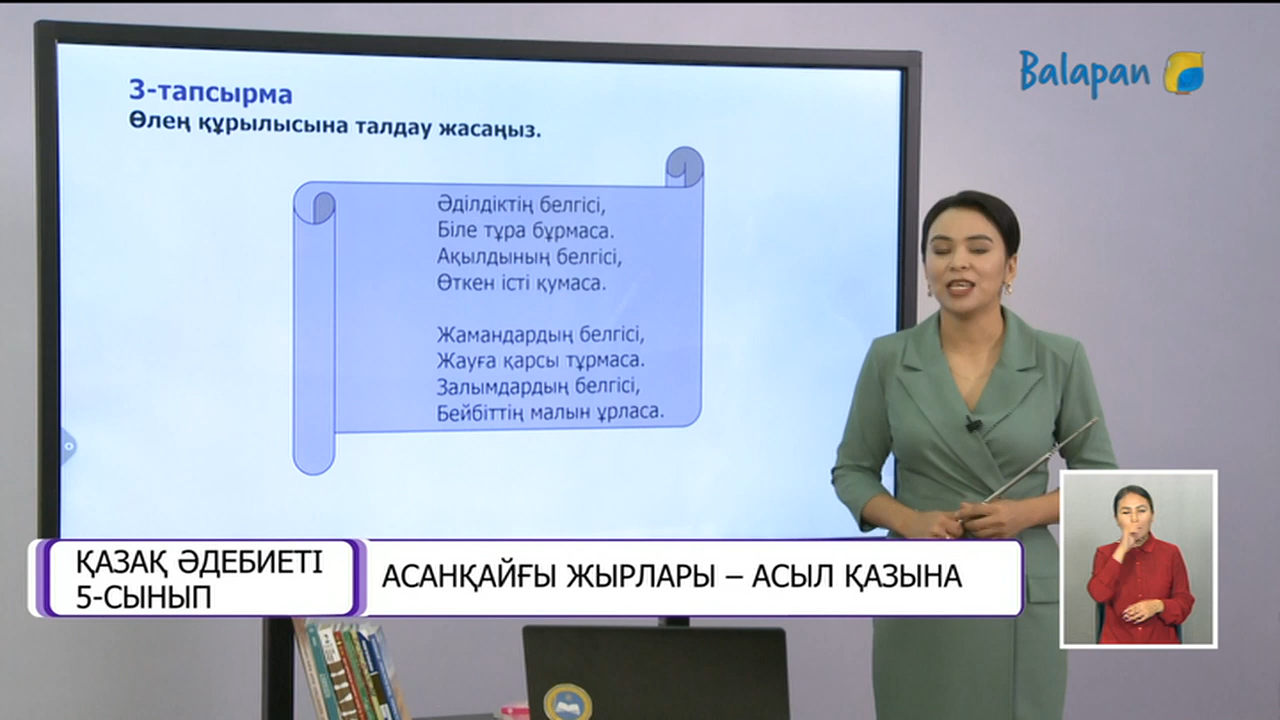 3-тапсырма
Өлең құрылысына талдау жасаңыз.
Әділдіктің белгісі,
Біле тұра бұрмаса.
Ақылдының белгісі,
Өткен істі қумаса.
Жамандардың белгісі,
Жауға қарсы тұрмаса.
Залымдардың белгісі,
Бейбіттің малын ұрласа.
Balapan
ҚАЗАҚ ӘДЕБИЕТІ
5-СЫНЫП
АСАНҚАЙҒЫ ЖЫРЛАРЫ – АСЫЛ ҚАЗЫНА